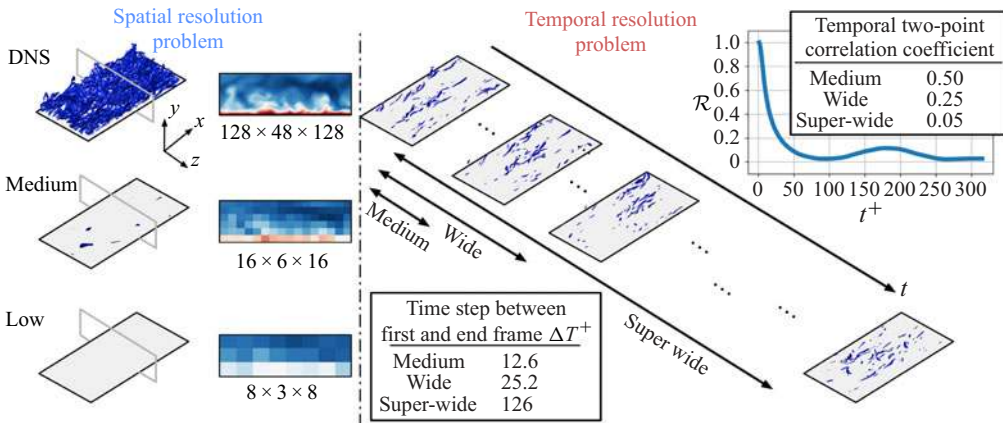 Spatial resolution
problem
DNS
y
x
z
128 × 48 × 128
Medium
16 × 6 × 16
Low
8 × 3 × 8
Temporal resolution
problem
...
...
...
...
Medium
Wide
Super wide
t
Time step between
first and end frame ΔT⁺
Medium 12.6
Wide 25.2
Super-wide 126
1.0
0.8
0.6
0.4
0.2
0
ℛ
0 50 100 150 200 250 300
t⁺
Temporal two-point
correlation coefficient
Medium 0.50
Wide 0.25
Super-wide 0.05